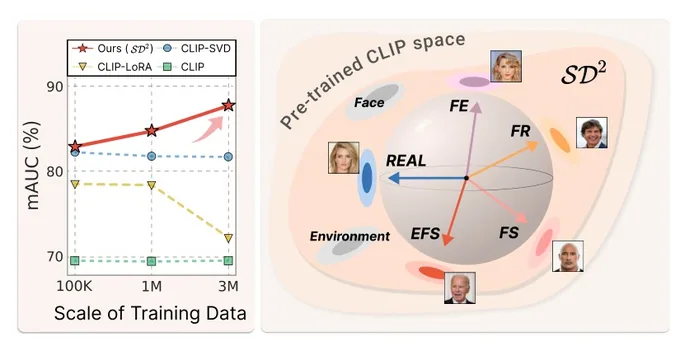 Ours (SD²) CLIP-SVD
CLIP-LoRA CLIP
90
80
70
mAUC (%)
100K 1M 3M
Scale of Training Data
Pre-trained CLIP space
SD²
Face
FE
FR
REAL
Environment
EFS
FS